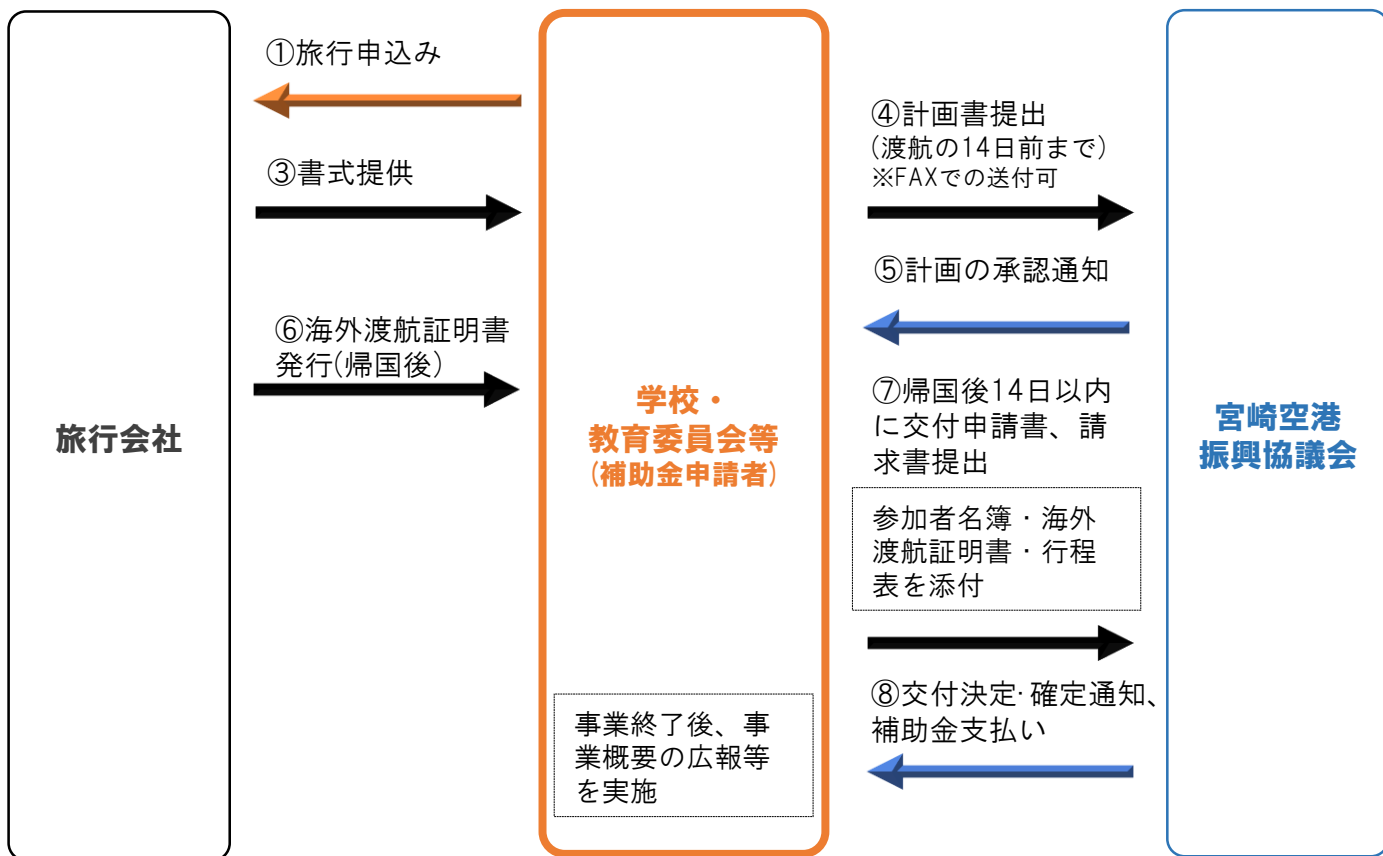 ①旅行申込み
③書式提供
⑥海外渡航証明書
発行(帰国後)
旅行会社
学校・
教育委員会等
(補助金申請者)
事業終了後、事
業概要の広報等
を実施
④計画書提出
(渡航の14日前まで)
※FAXでの送付可
⑤計画の承認通知
⑦帰国後14日以内
に交付申請書、請
求書提出
参加者名簿・海外
渡航証明書・行程
表を添付
⑧交付決定・確定通知、
補助金支払い
宮崎空港
振興協議会